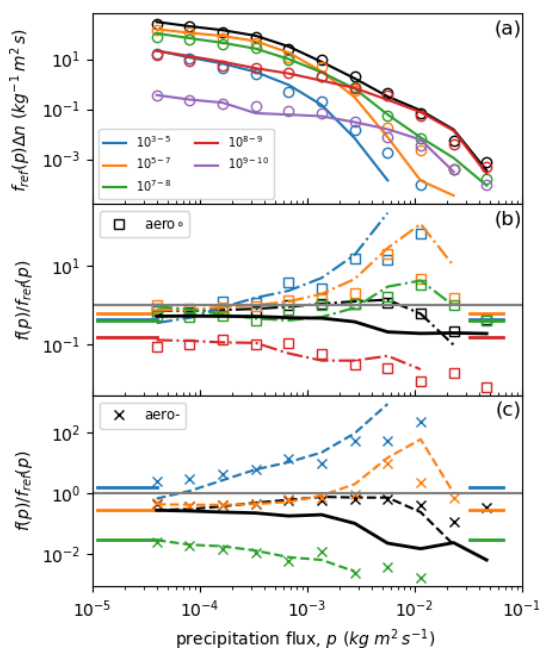 (a)
f_ref(p)Δn (kg⁻¹ m² s)
10¹
10⁻¹
10⁻³
10³⁻⁵
10⁵⁻⁷
10⁷⁻⁸
10⁸⁻⁹
10⁹⁻¹⁰
(b)
aero∘
f(p)/f_ref(p)
10¹
10⁻¹
(c)
aero-
f(p)/f_ref(p)
10²
10⁰
10⁻²
10⁻⁵ 10⁻⁴ 10⁻³ 10⁻² 10⁻¹
precipitation flux, p (kg m² s⁻¹)